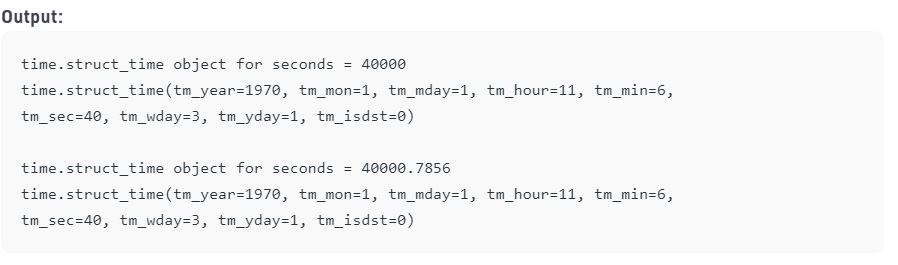 Output:
time.struct_time object for seconds = 40000
time.struct_time(tm_year=1970, tm_mon=1, tm_mday=1, tm_hour=11, tm_min=6,
tm_sec=40, tm_wday=3, tm_yday=1, tm_isdst=0)
time.struct_time object for seconds = 40000.7856
time.struct_time(tm_year=1970, tm_mon=1, tm_mday=1, tm_hour=11, tm_min=6,
tm_sec=40, tm_wday=3, tm_yday=1, tm_isdst=0)